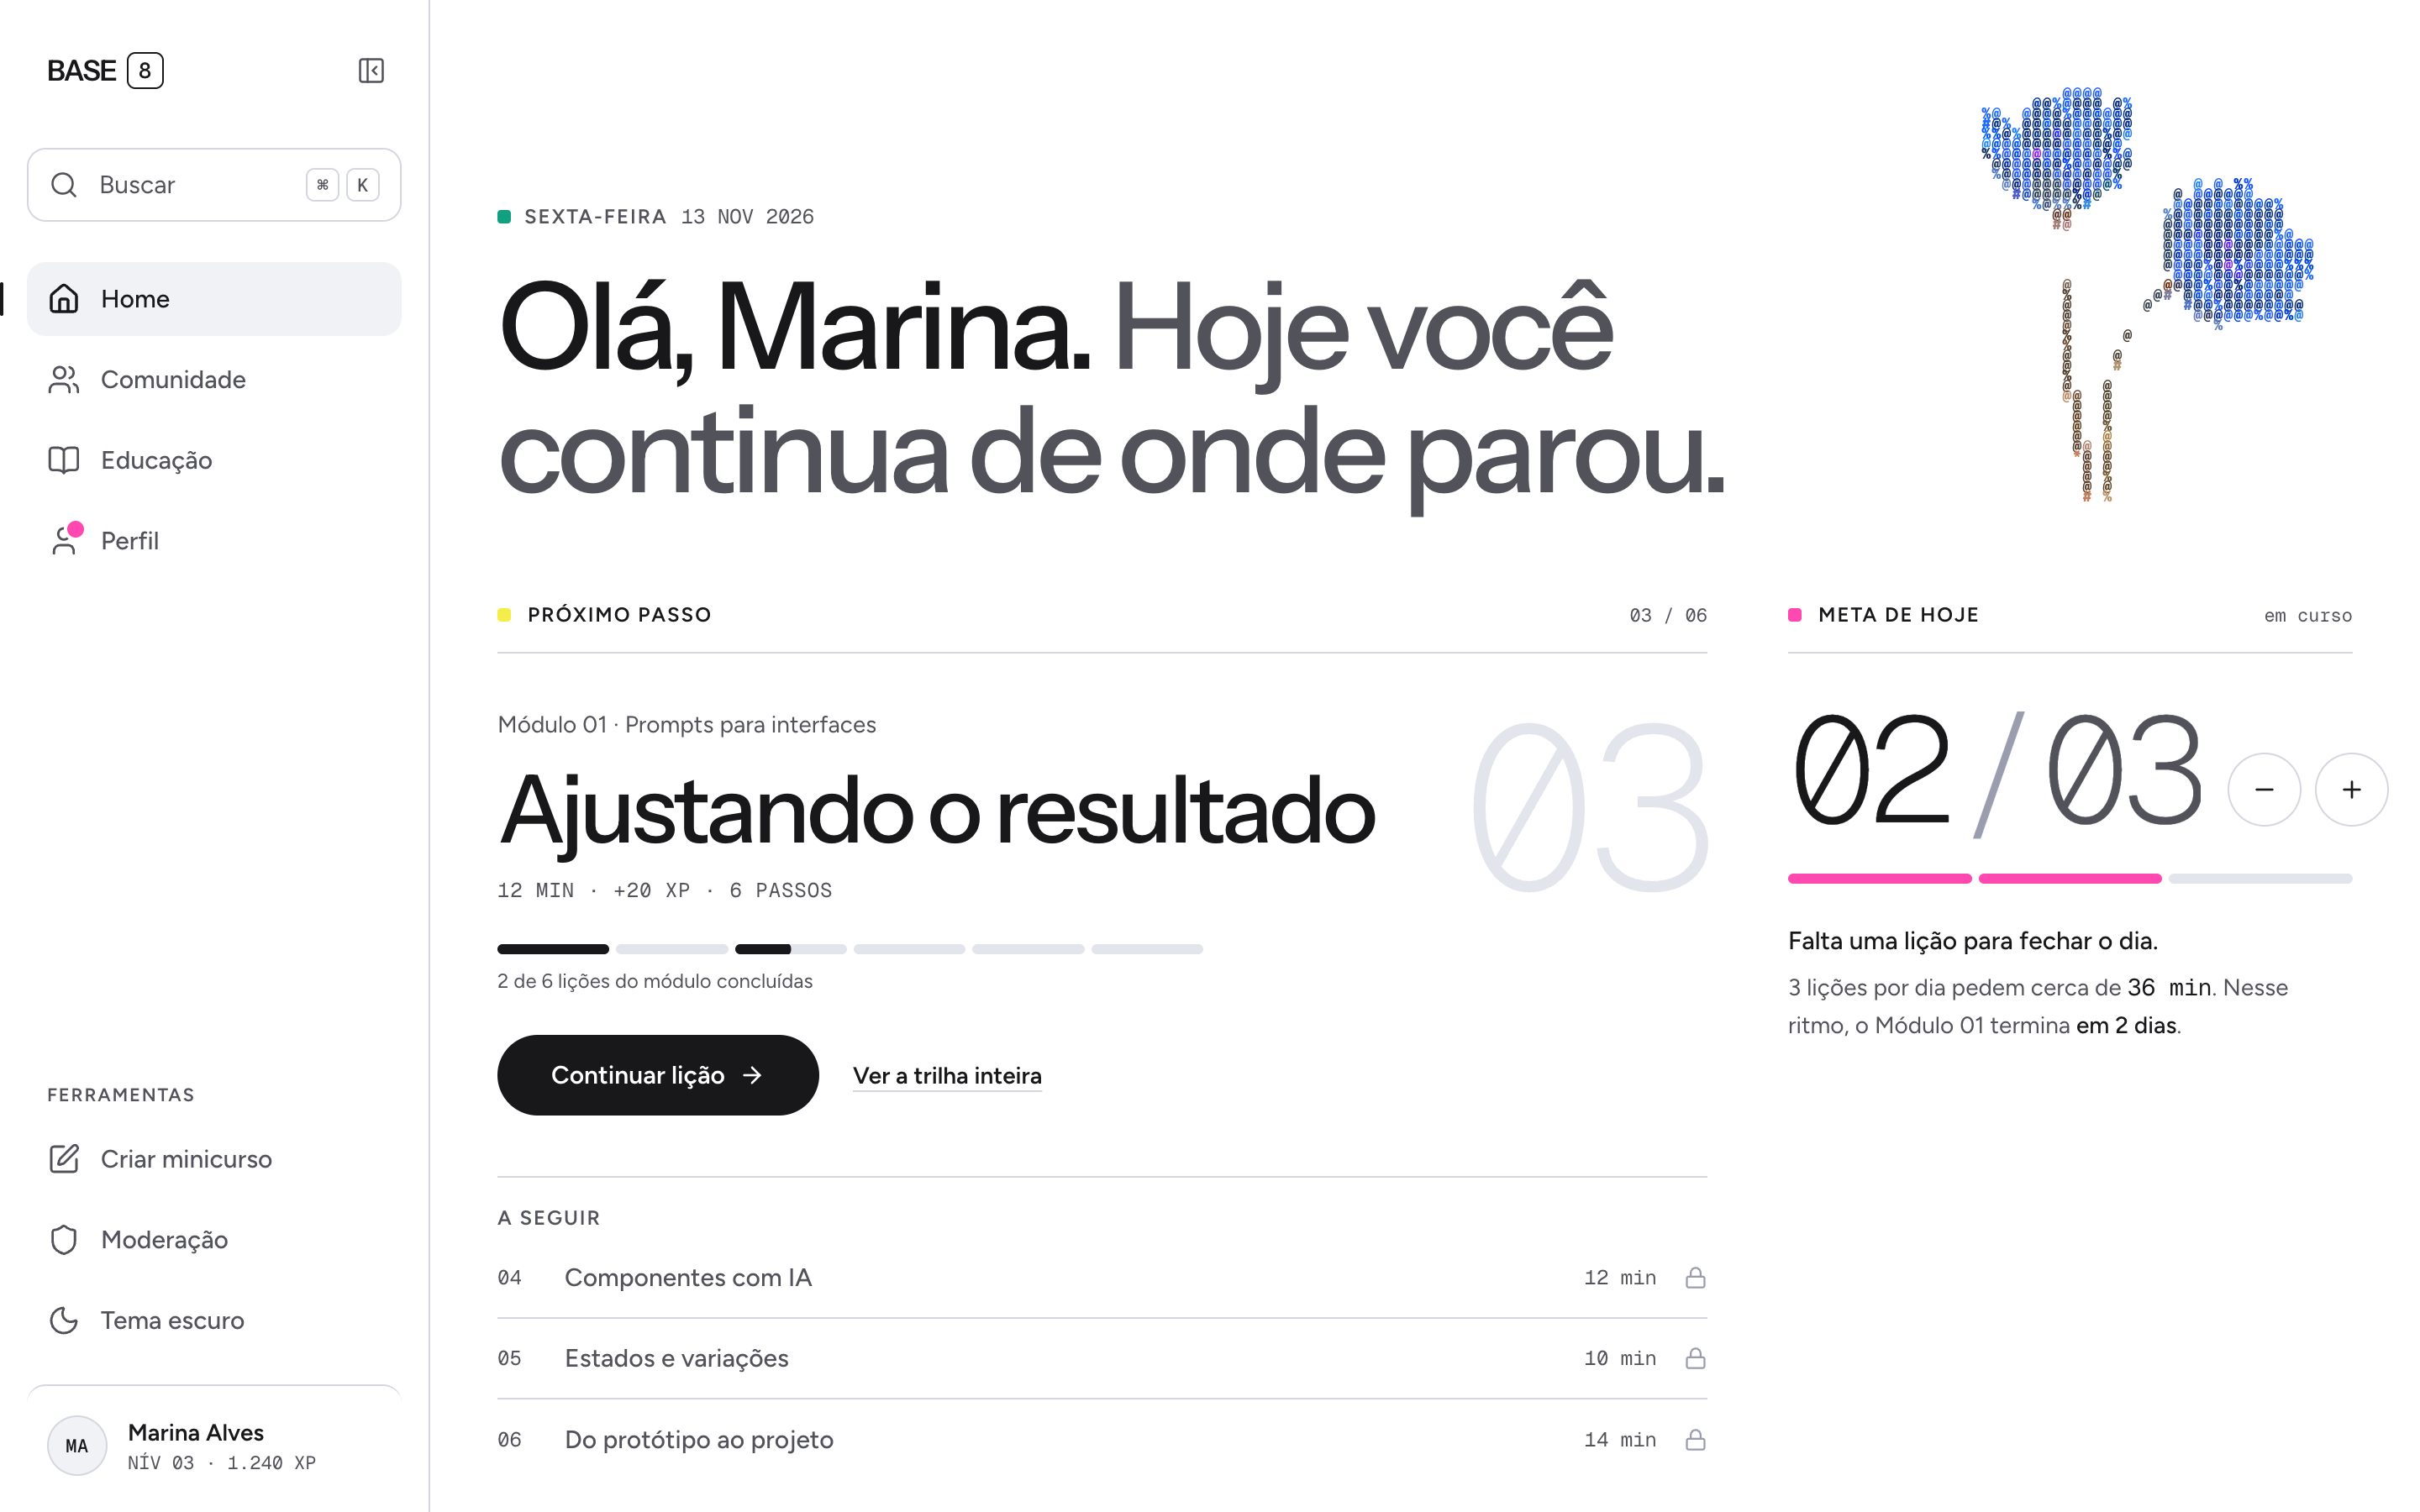 BASE 8
Buscar ⌘ K
Home
Comunidade
Educação
Perfil
FERRAMENTAS
Criar minicurso
Moderação
Tema escuro
MA
Marina Alves
NÍV 03 · 1.240 XP
SEXTA-FEIRA 13 NOV 2026
Olá, Marina. Hoje você
continua de onde parou.
PRÓXIMO PASSO 03 / 06
Módulo 01 · Prompts para interfaces
Ajustando o resultado
03
12 MIN · +20 XP · 6 PASSOS
2 de 6 lições do módulo concluídas
Continuar lição →
Ver a trilha inteira
A SEGUIR
04 Componentes com IA 12 min
05 Estados e variações 10 min
06 Do protótipo ao projeto 14 min
META DE HOJE em curso
02/03 − +
Falta uma lição para fechar o dia.
3 lições por dia pedem cerca de 36 min. Nesse
ritmo, o Módulo 01 termina em 2 dias.